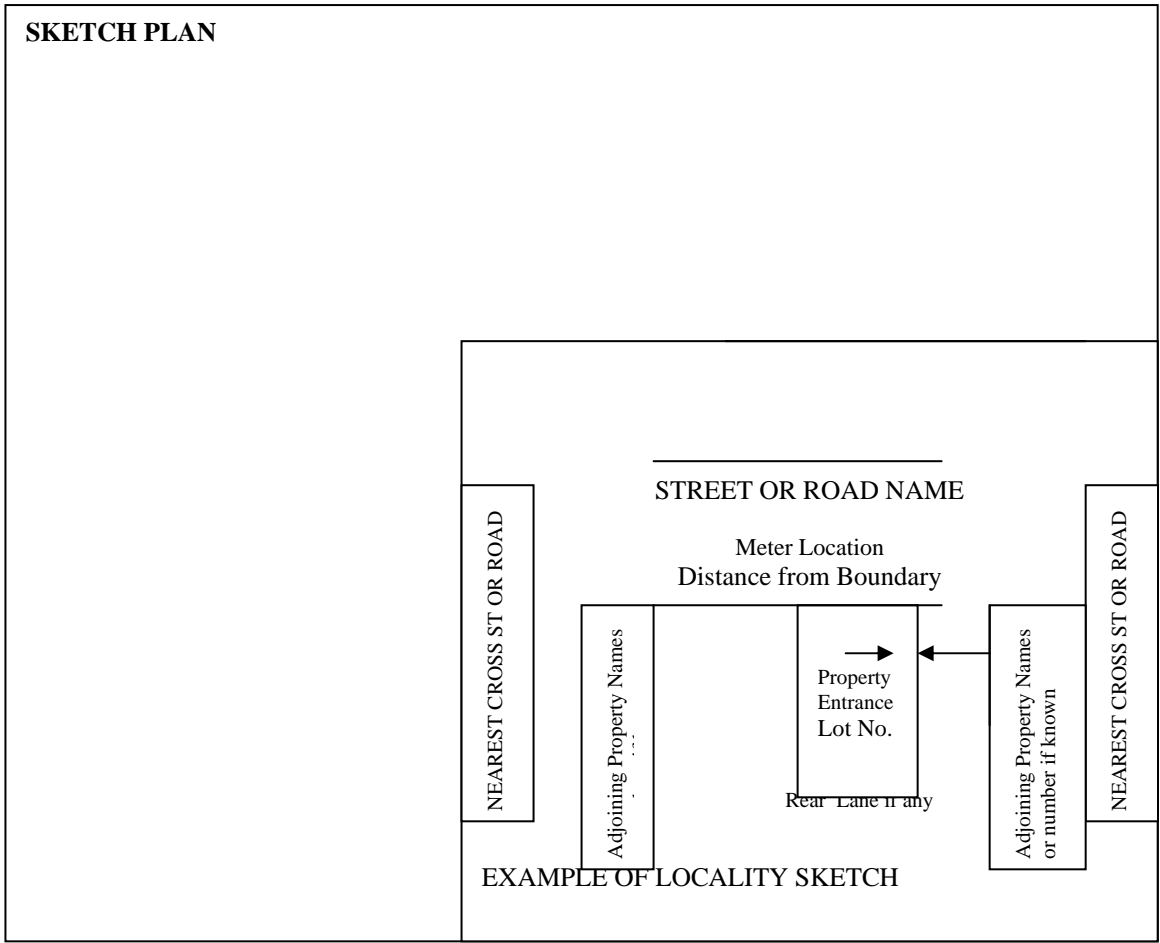 SKETCH PLAN
STREET OR ROAD NAME
Meter Location
Distance from Boundary
NEAREST CROSS ST OR ROAD
Adjoining Property Names
Property
Entrance
Lot No.
Rear Lane if any
Adjoining Property Names
or number if known
NEAREST CROSS ST OR ROAD
EXAMPLE OF LOCALITY SKETCH